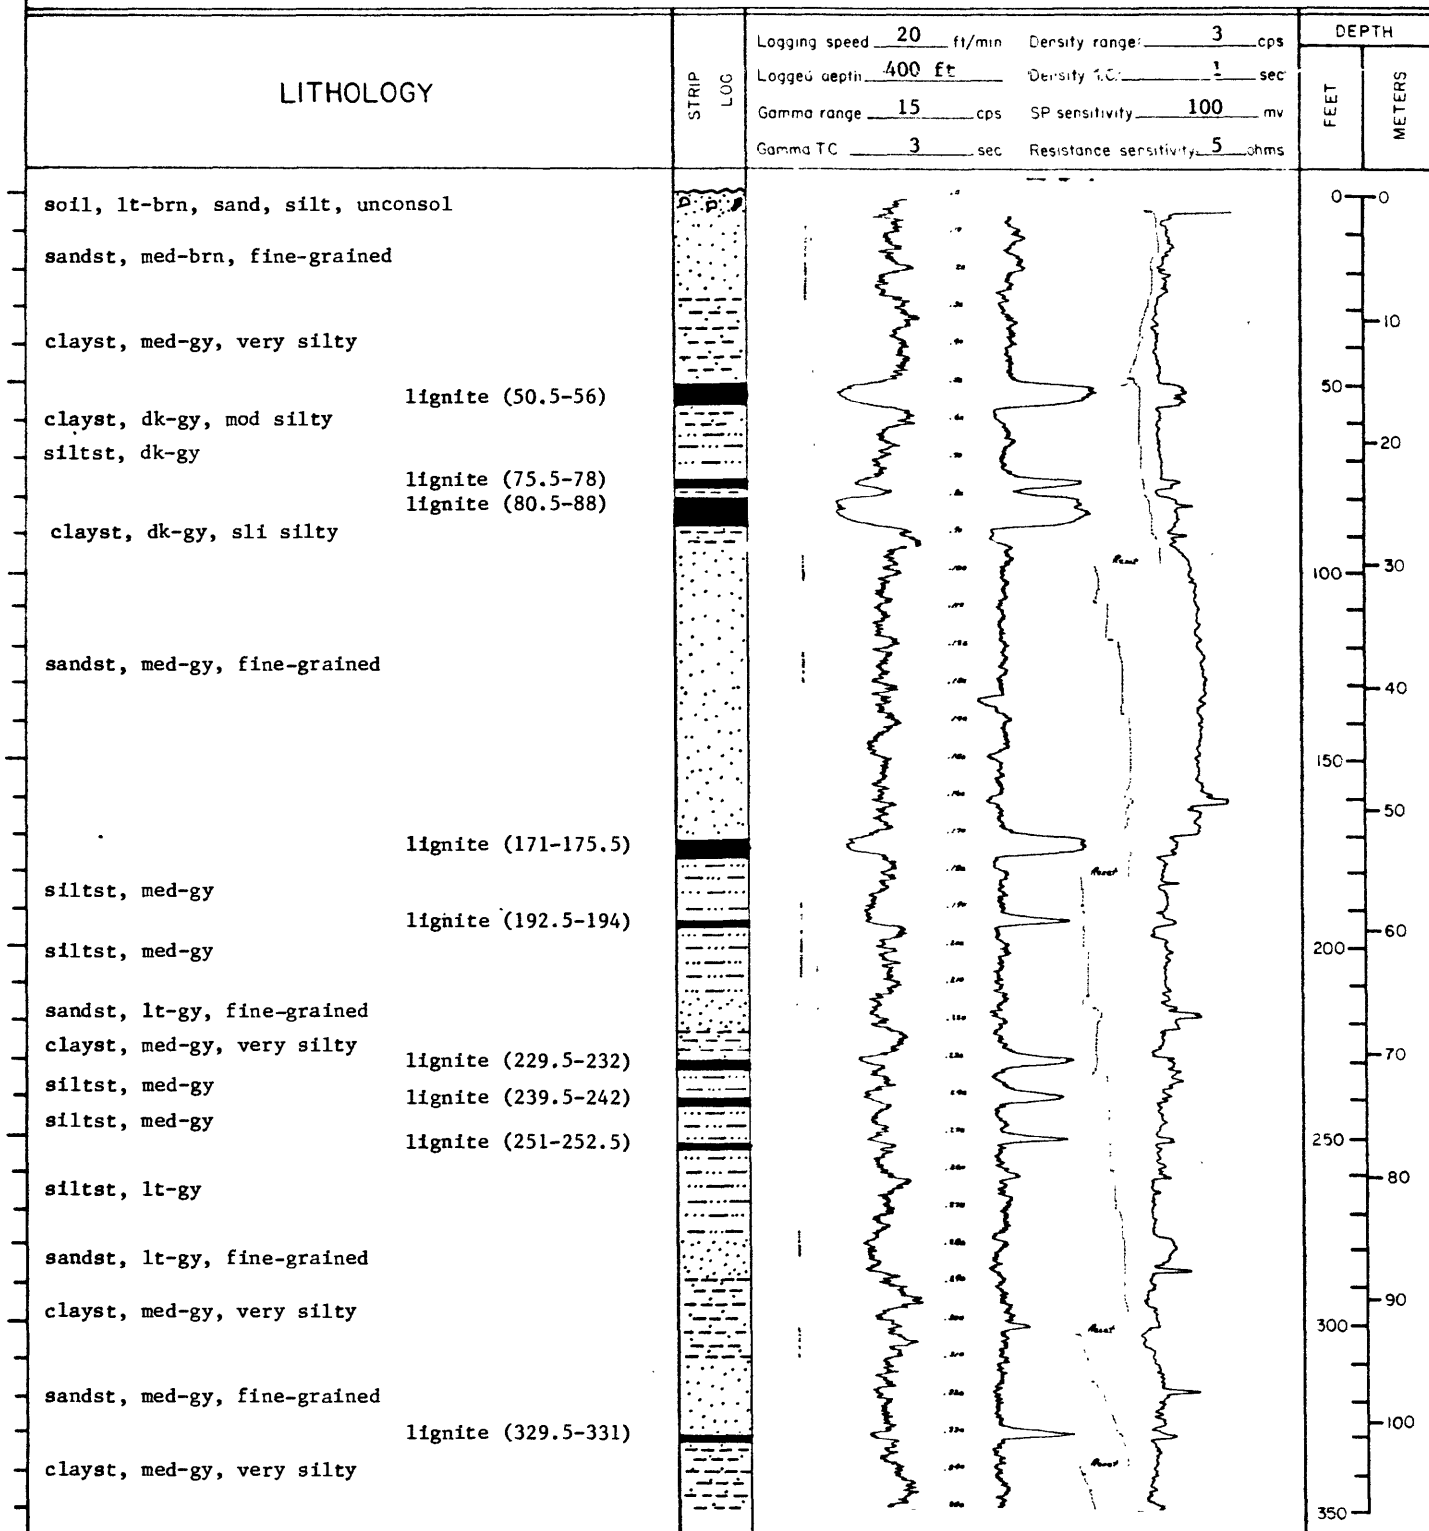 LITHOLOGY
STRIP LOG
Logging speed 20 ft/min Density range: 3 cps
Logged depth 400 ft Density T.C. 1 sec
Gamma range 15 cps SP sensitivity 100 mv
Gamma TC 3 sec Resistance sensitivity 5 ohms
DEPTH
FEET
METERS
soil, lt-brn, sand, silt, unconsol
sandst, med-brn, fine-grained
clayst, med-gy, very silty
lignite (50.5-56)
clayst, dk-gy, mod silty
siltst, dk-gy
lignite (75.5-78)
lignite (80.5-88)
clayst, dk-gy, sli silty
sandst, med-gy, fine-grained
lignite (171-175.5)
siltst, med-gy
lignite (192.5-194)
siltst, med-gy
sandst, lt-gy, fine-grained
clayst, med-gy, very silty
lignite (229.5-232)
siltst, med-gy
lignite (239.5-242)
siltst, med-gy
lignite (251-252.5)
siltst, lt-gy
sandst, lt-gy, fine-grained
clayst, med-gy, very silty
sandst, med-gy, fine-grained
lignite (329.5-331)
clayst, med-gy, very silty
Reset
Reset
Reset
Reset
0
50
100
150
200
250
300
350
0
10
20
30
40
50
60
70
80
90
100